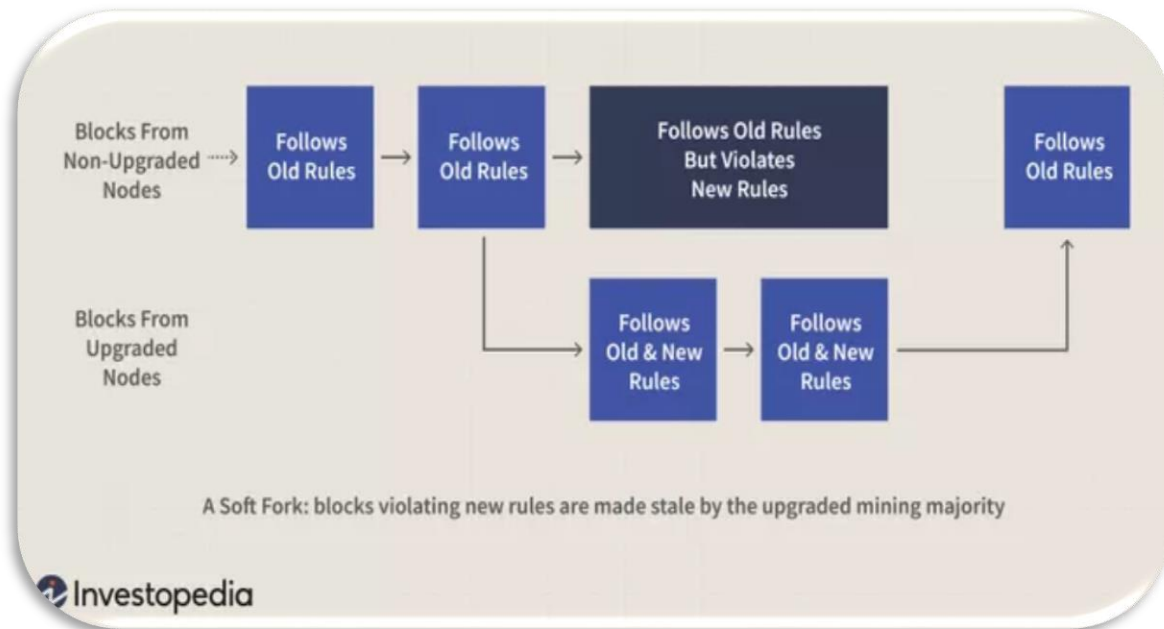 Blocks From
Non-Upgraded
Nodes
Follows
Old Rules
Follows
Old Rules
Follows Old Rules
But Violates
New Rules
Follows
Old Rules
Blocks From
Upgraded
Nodes
Follows
Old & New
Rules
Follows
Old & New
Rules
A Soft Fork: blocks violating new rules are made stale by the upgraded mining majority
Investopedia